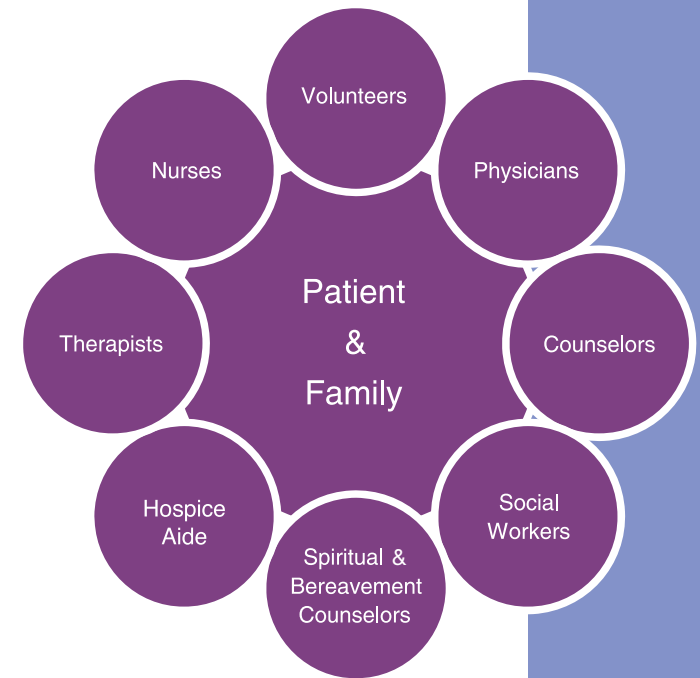 Volunteers
Nurses
Physicians
Patient
&
Family
Therapists
Counselors
Hospice
Aide
Social
Workers
Spiritual &
Bereavement
Counselors